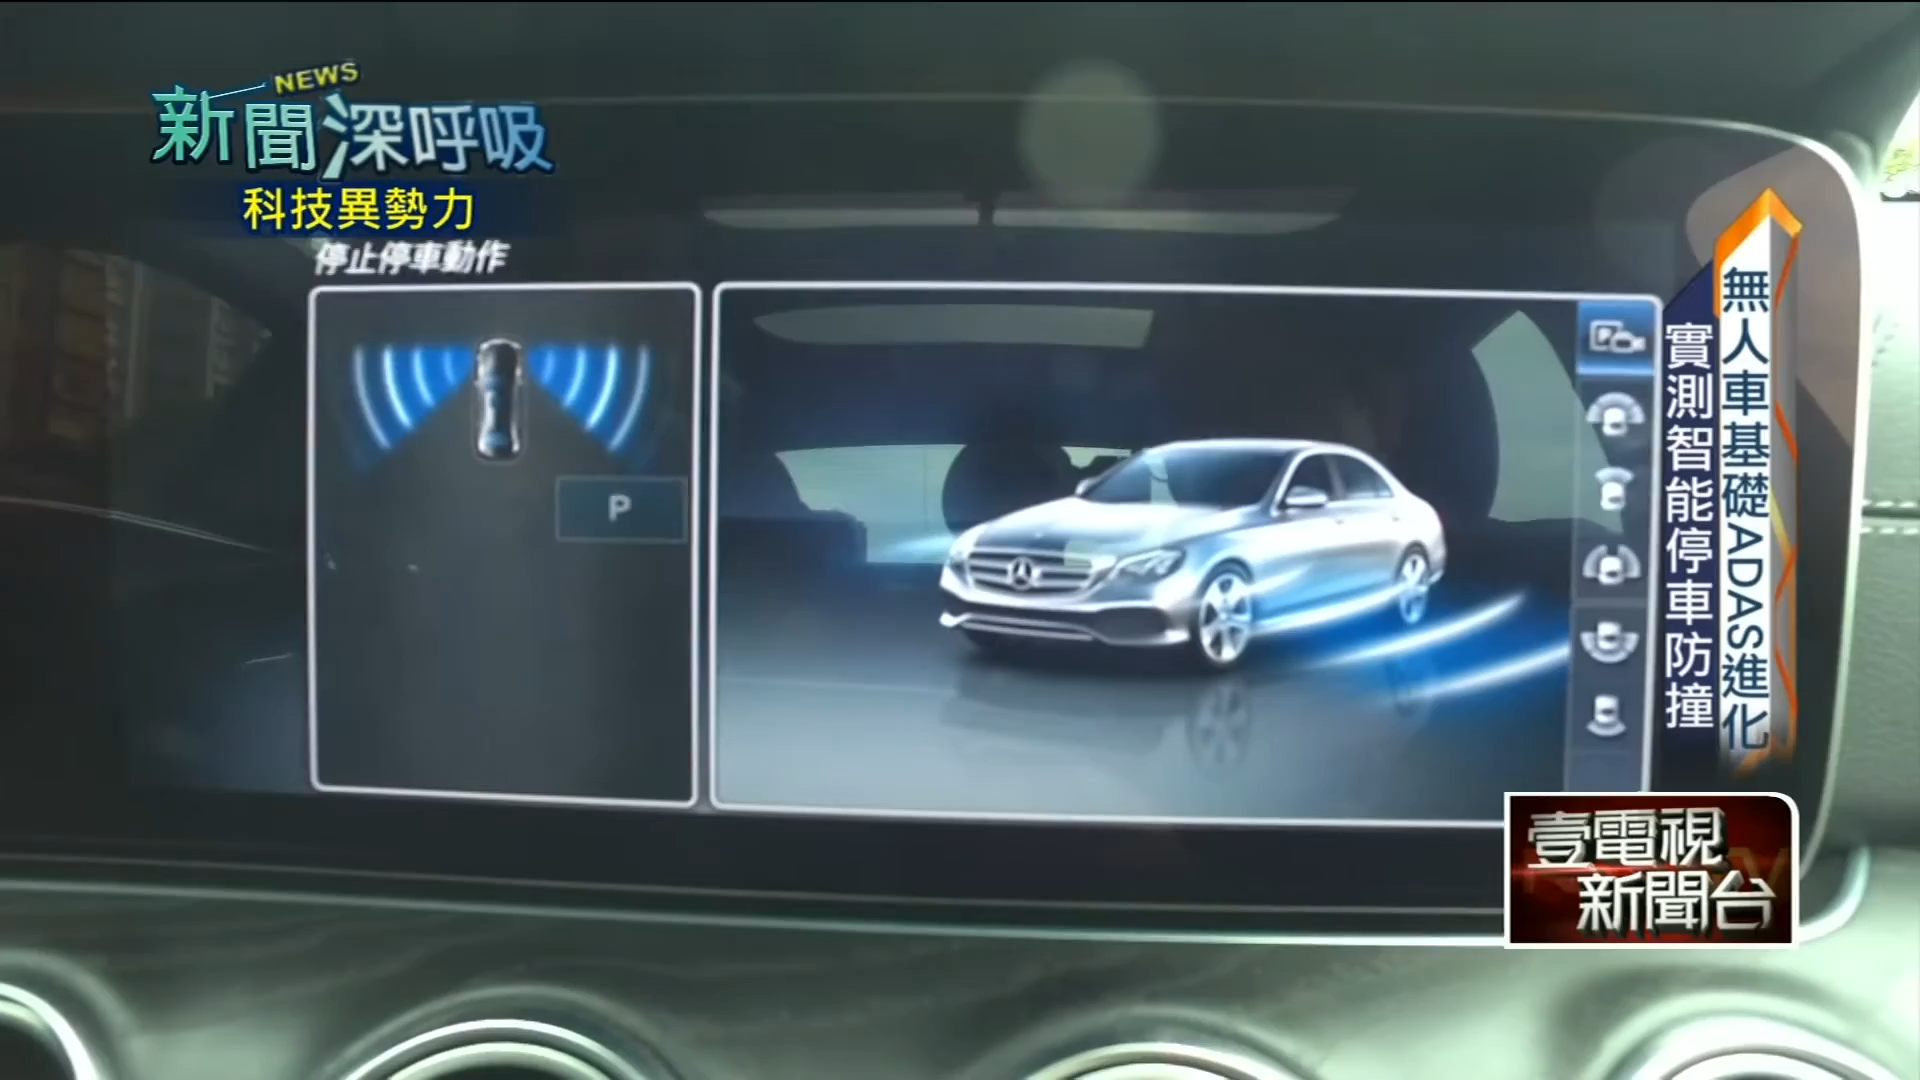 NEWS
新聞深呼吸
科技異勢力
停止停車動作
P
P
無人車基礎ADAS進化
實測智能停車防撞
壹電視
新聞台